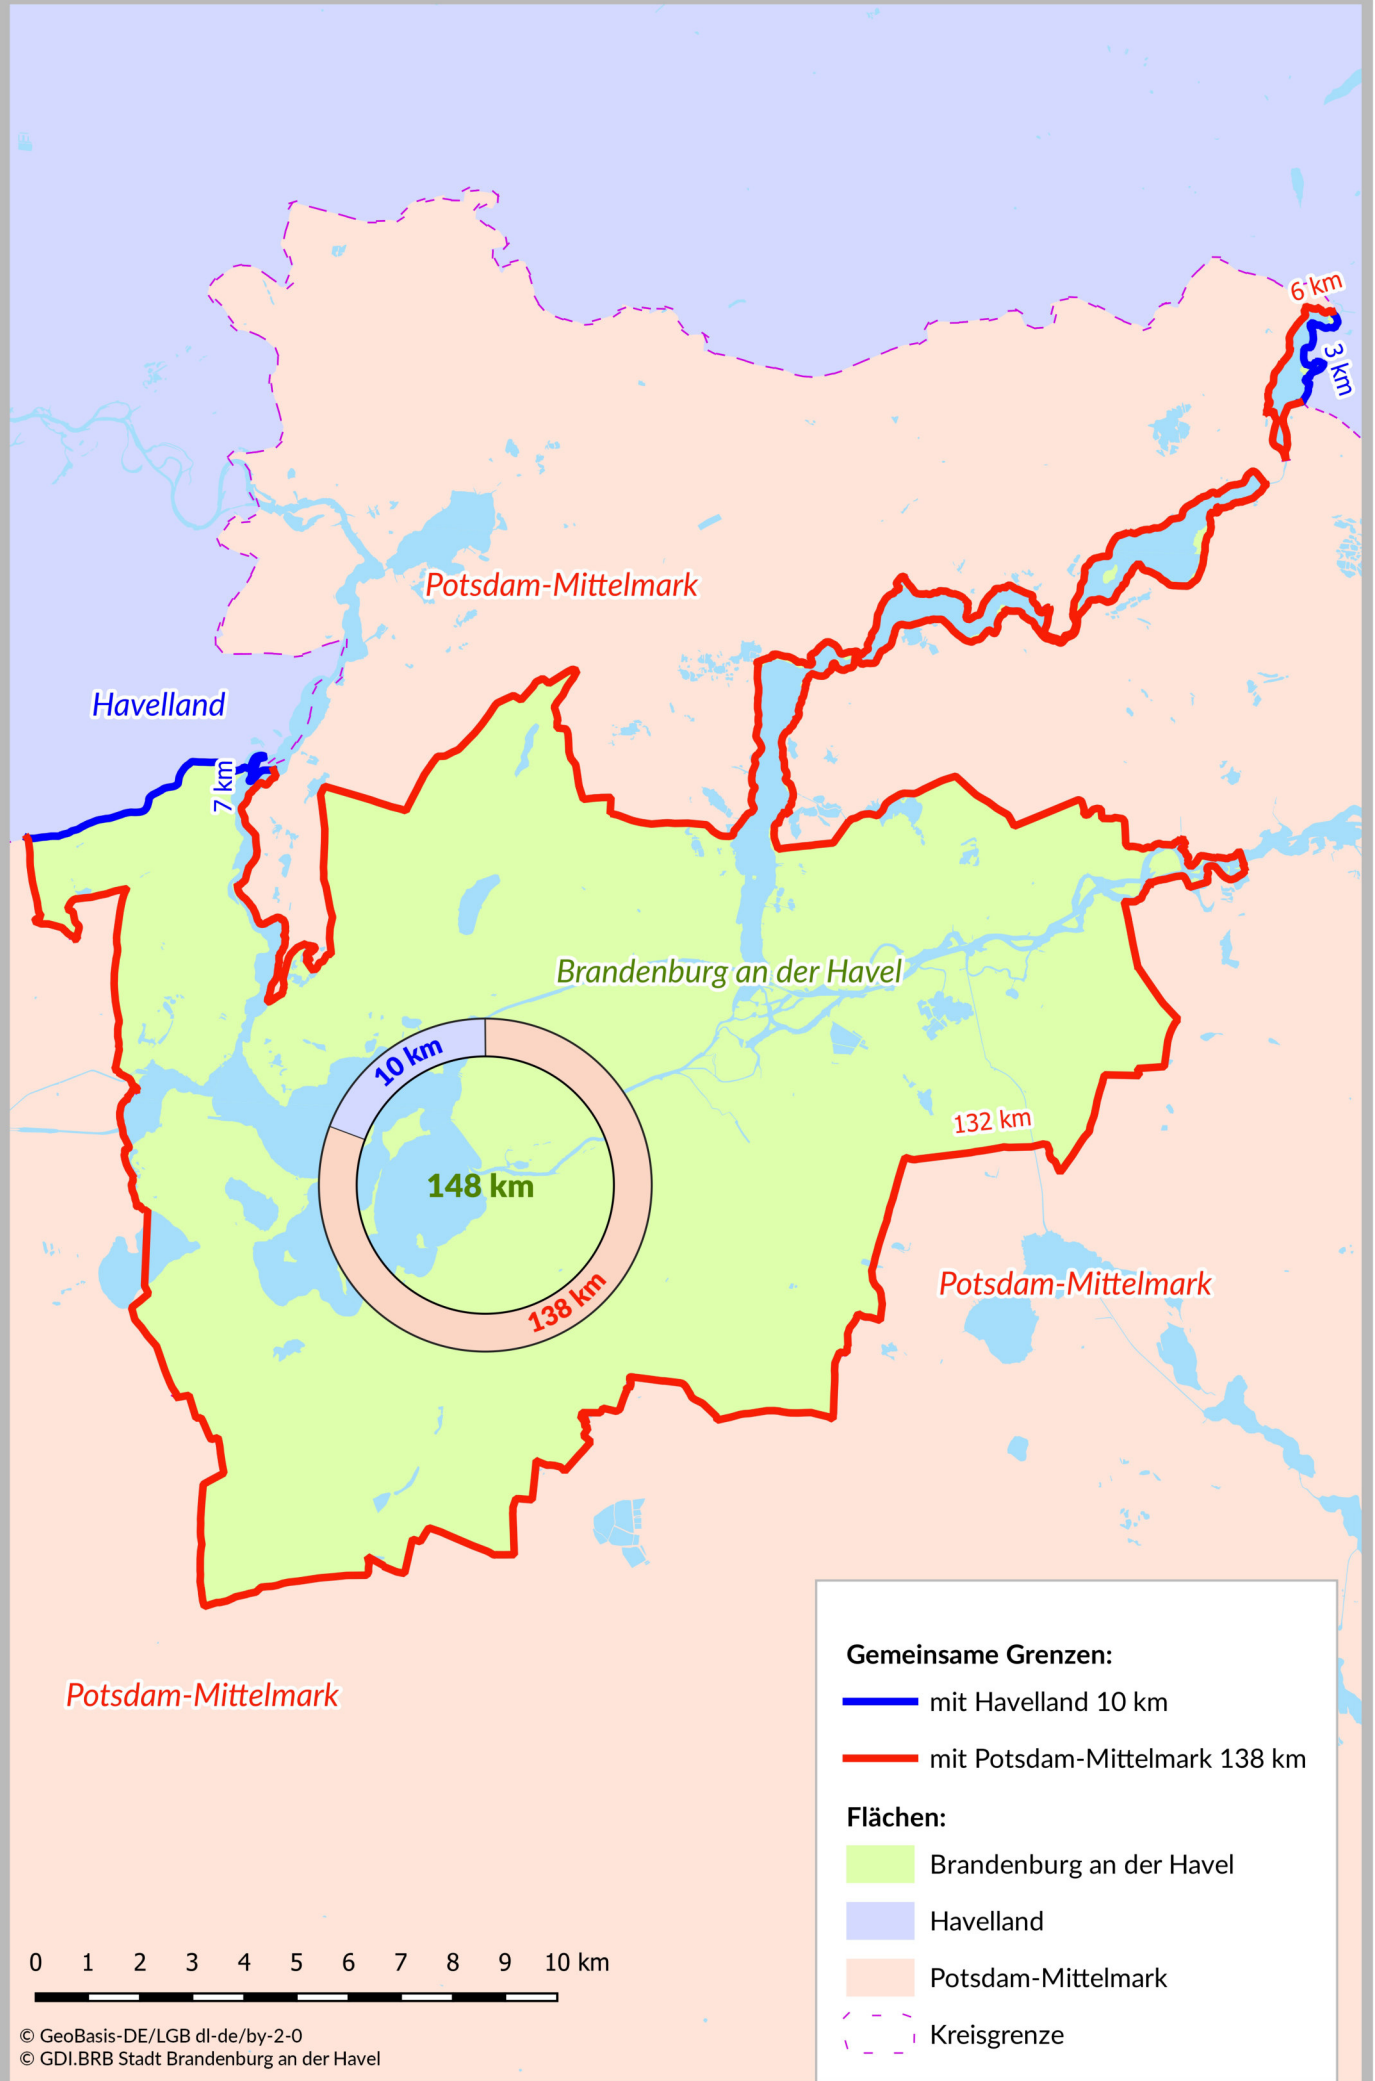 6 km
3 km
Potsdam-Mittelmark
Havelland
7 km
Brandenburg an der Havel
10 km
132 km
148 km
Potsdam-Mittelmark
138 km
Potsdam-Mittelmark
Gemeinsame Grenzen:
mit Havelland 10 km
mit Potsdam-Mittelmark 138 km
Flächen:
Brandenburg an der Havel
Havelland
Potsdam-Mittelmark
Kreisgrenze
0 1 2 3 4 5 6 7 8 9 10 km
© GeoBasis-DE/LGB dl-de/by-2-0
© GDI.BRB Stadt Brandenburg an der Havel